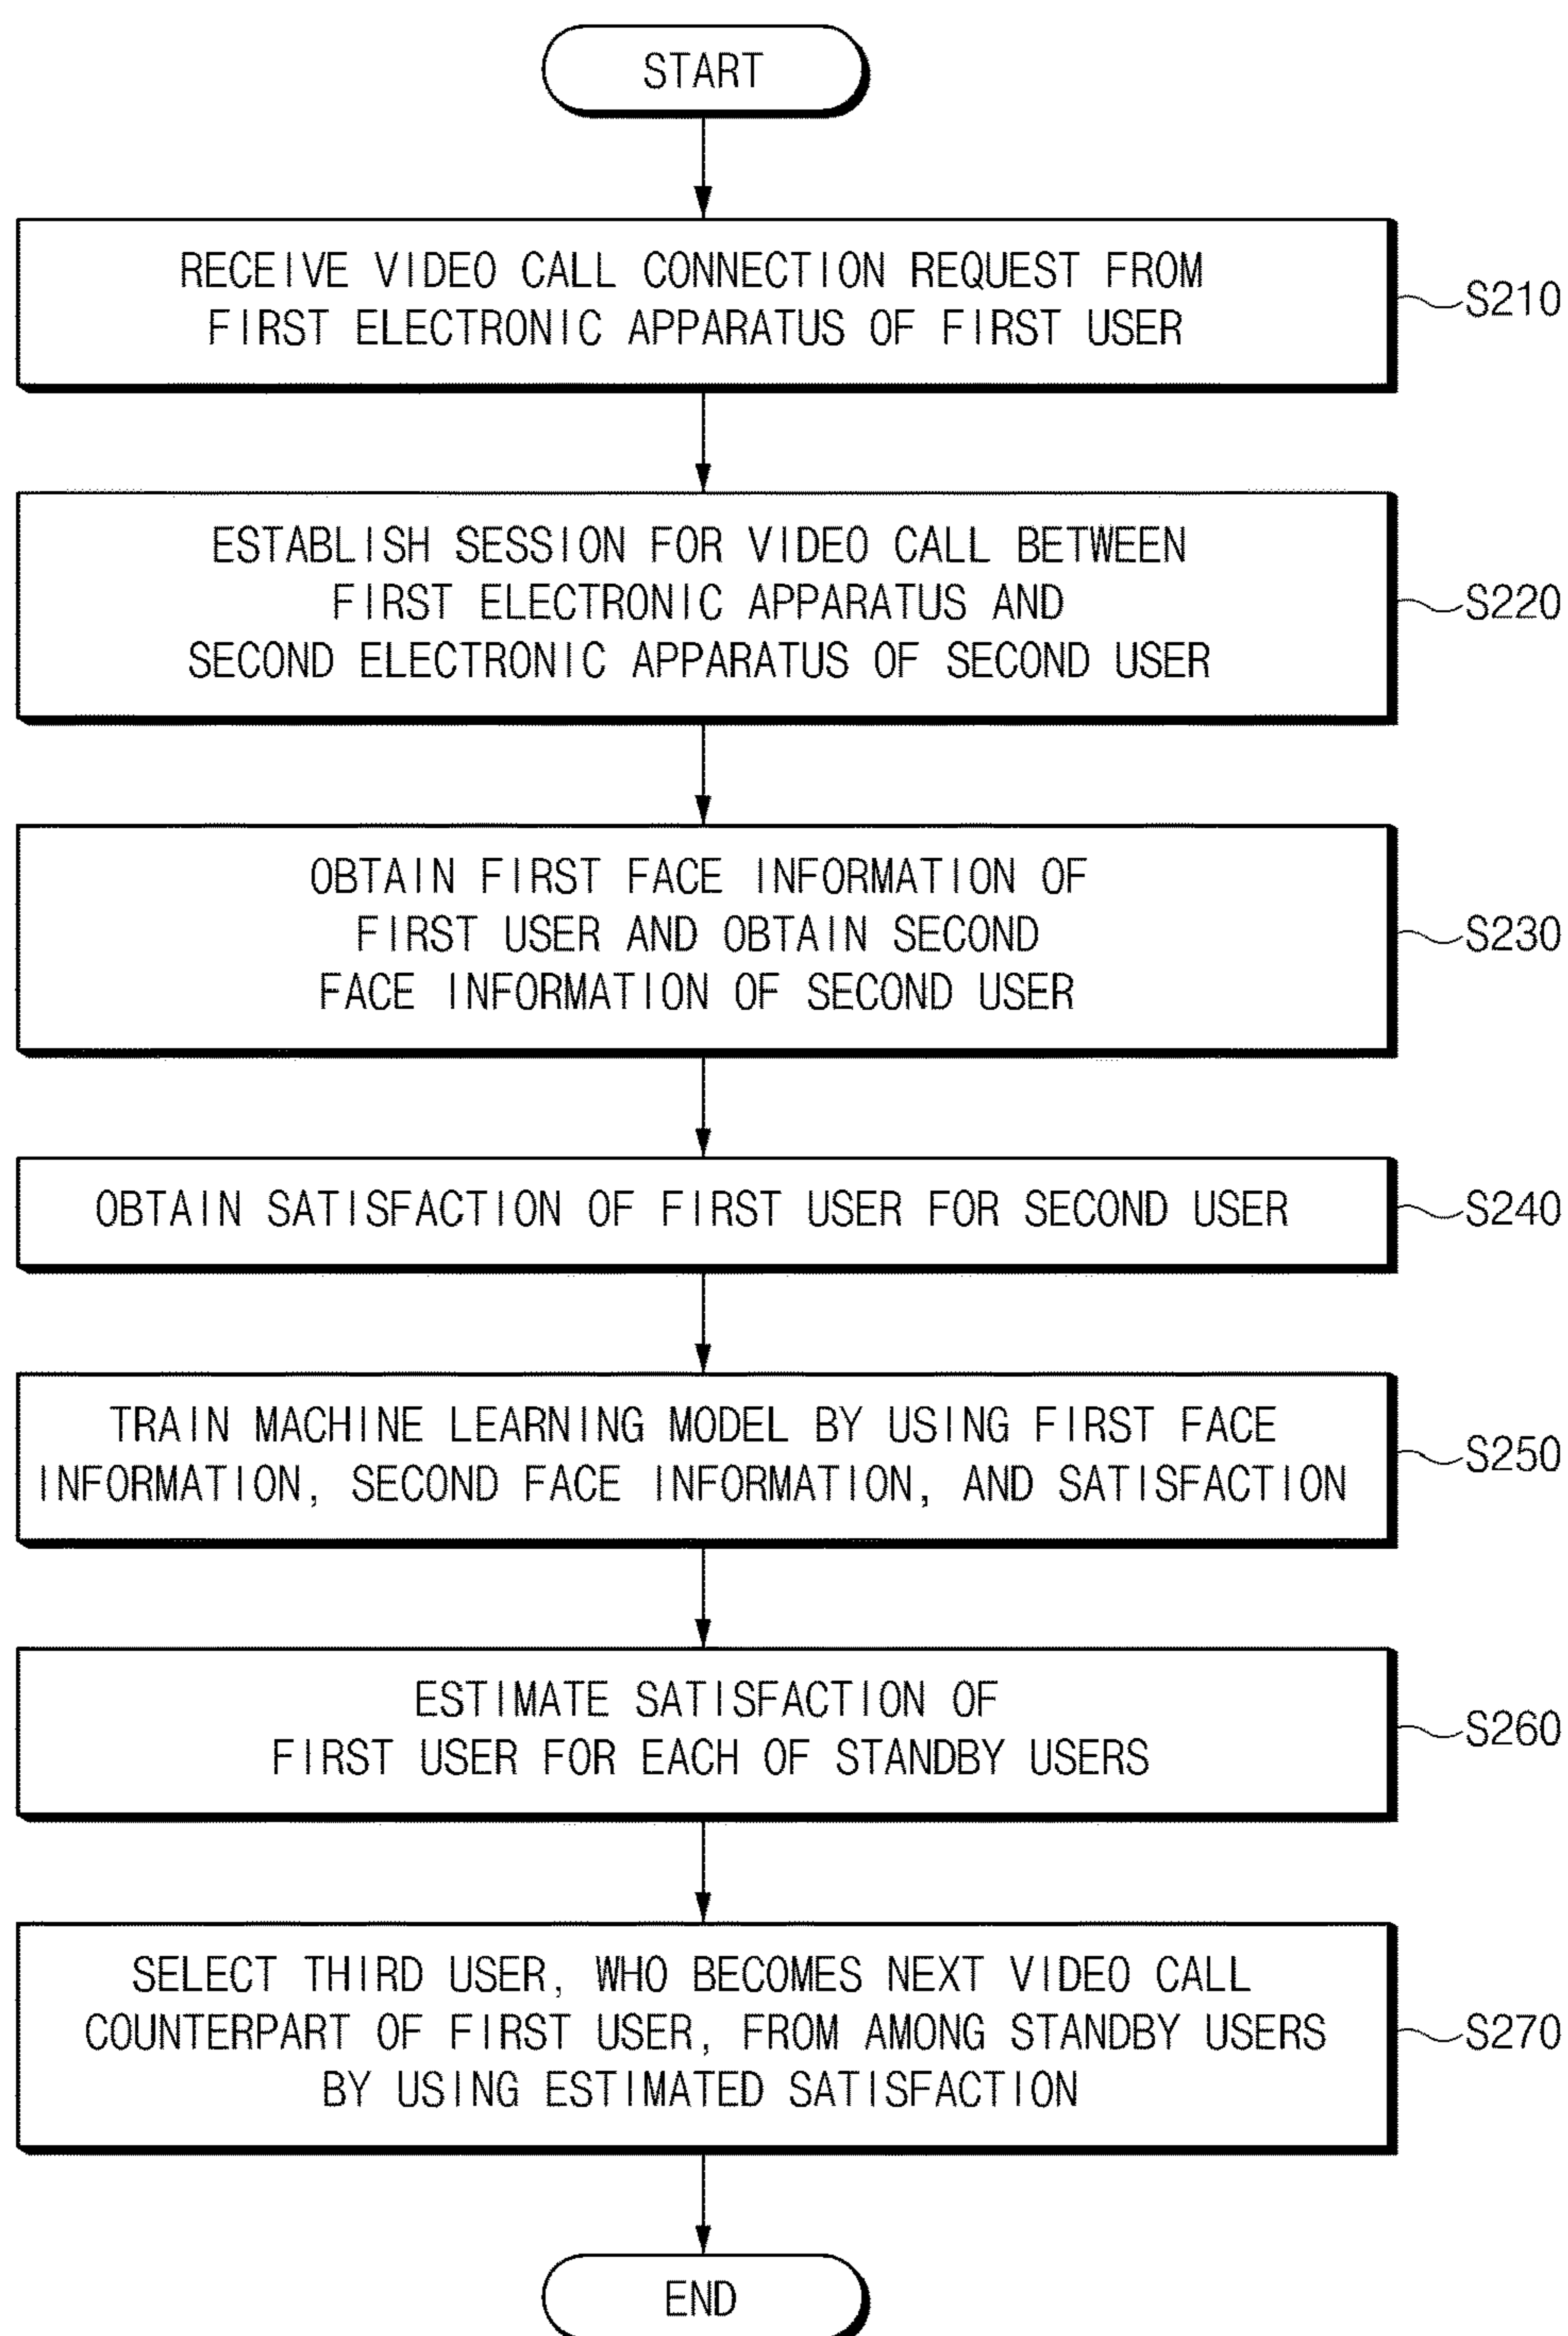 START
RECEIVE VIDEO CALL CONNECTION REQUEST FROM
FIRST ELECTRONIC APPARATUS OF FIRST USER
S210
ESTABLISH SESSION FOR VIDEO CALL BETWEEN
FIRST ELECTRONIC APPARATUS AND
SECOND ELECTRONIC APPARATUS OF SECOND USER
S220
OBTAIN FIRST FACE INFORMATION OF
FIRST USER AND OBTAIN SECOND
FACE INFORMATION OF SECOND USER
S230
OBTAIN SATISFACTION OF FIRST USER FOR SECOND USER
S240
TRAIN MACHINE LEARNING MODEL BY USING FIRST FACE
INFORMATION, SECOND FACE INFORMATION, AND SATISFACTION
S250
ESTIMATE SATISFACTION OF
FIRST USER FOR EACH OF STANDBY USERS
S260
SELECT THIRD USER, WHO BECOMES NEXT VIDEO CALL
COUNTERPART OF FIRST USER, FROM AMONG STANDBY USERS
BY USING ESTIMATED SATISFACTION
S270
END